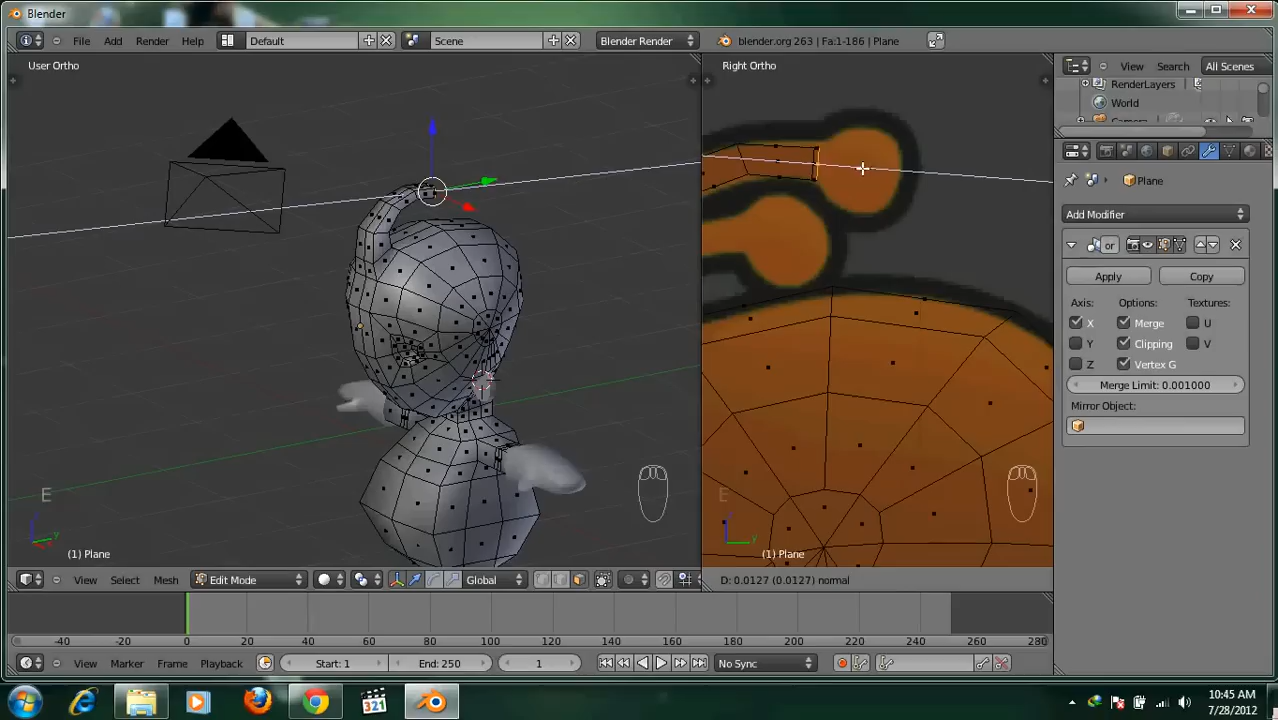 Blender
File Add Render Help Default Scene Blender Render blender.org 263 | Fa:1-186 | Plane
User Ortho
Right Ortho
View Search All Scenes
RenderLayers
World
Plane
Add Modifier
or
Apply Copy
Axis: Options: Textures:
X Merge U
Y Clipping V
Z Vertex G
Merge Limit: 0.001000
Mirror Object:
E
E
z y
z y
(1) Plane
(1) Plane
View Select Mesh Edit Mode Global
D: 0.0127 (0.0127) normal
-40 -20 0 20 40 60 80 100 120 140 160 180 200 220 240 260 280
View Marker Frame Playback Start: 1 End: 250 1 No Sync
321
10:45 AM
7/28/2012